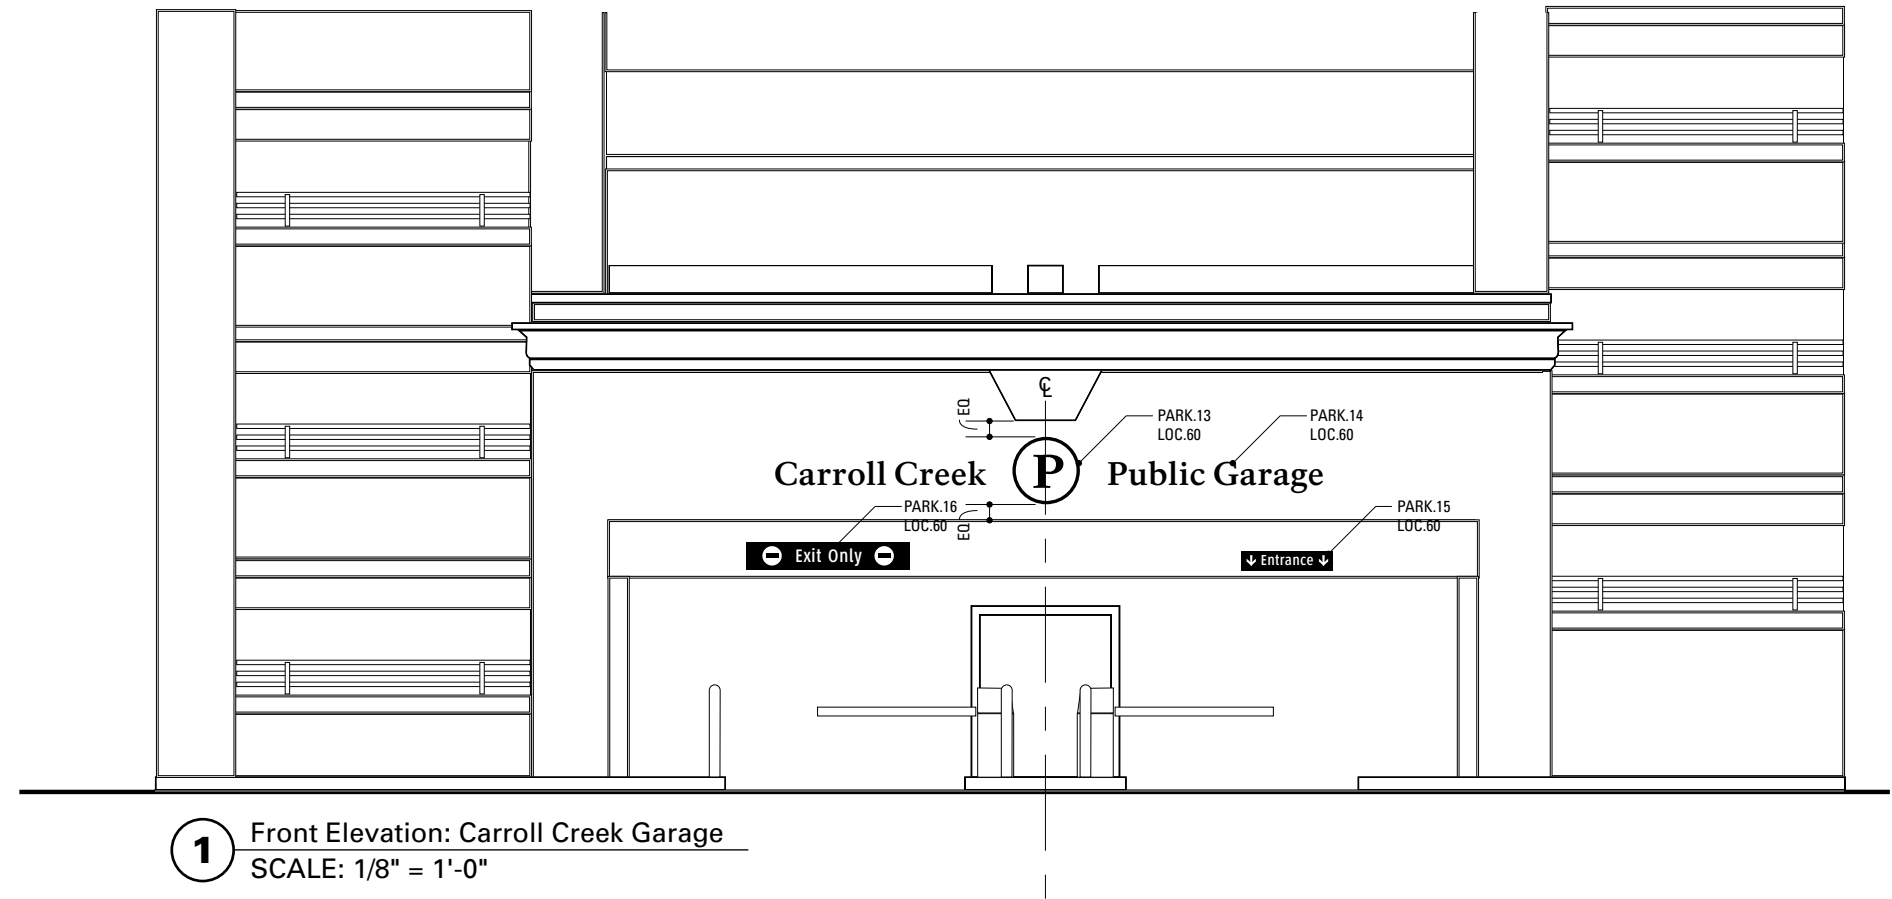 ℄
EQ
PARK.13
LOC.60
PARK.14
LOC.60
Carroll Creek P Public Garage
PARK.16
LOC.60
EQ
PARK.15
LOC.60
Exit Only
↓ Entrance ↓
1
Front Elevation: Carroll Creek Garage
SCALE: 1/8" = 1'-0"